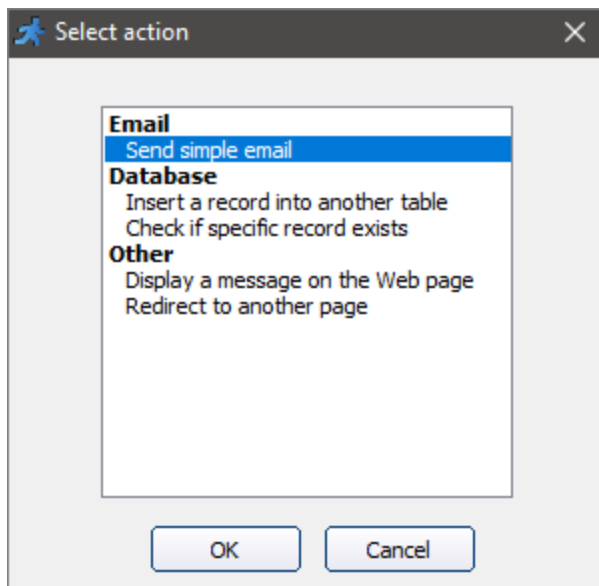 Select action
Email
Send simple email
Database
Insert a record into another table
Check if specific record exists
Other
Display a message on the Web page
Redirect to another page
OK
Cancel